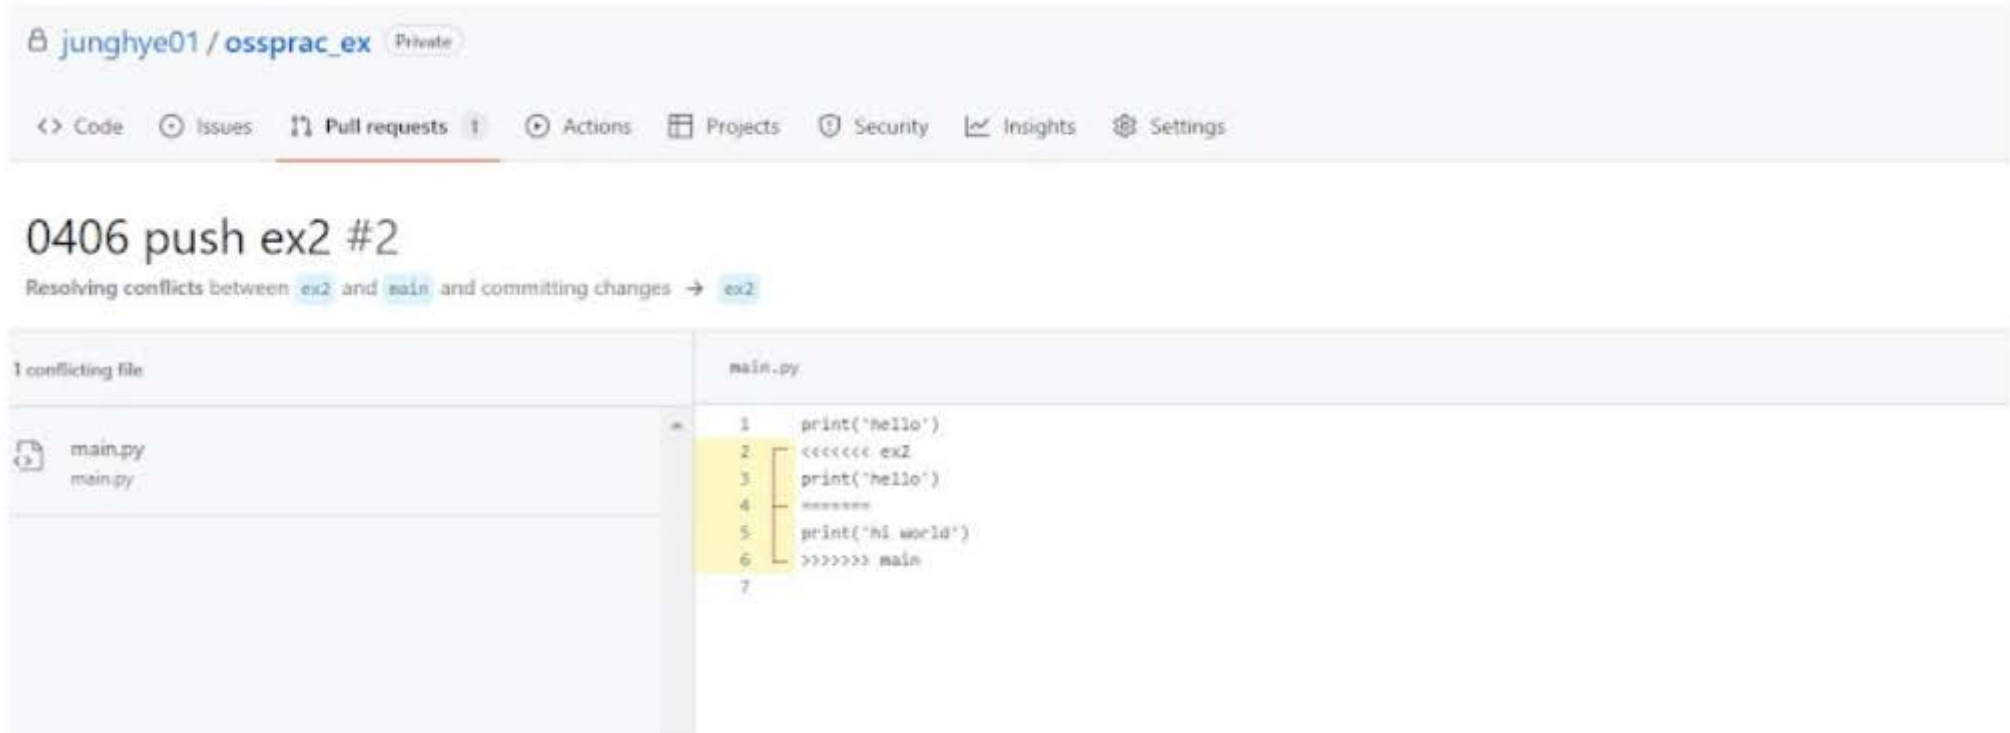 junghye01 / ossprac_ex Private
Code Issues Pull requests 1 Actions Projects Security Insights Settings
0406 push ex2 #2
Resolving conflicts between ex2 and main and committing changes → ex2
1 conflicting file
main.py
main.py
main.py
1 print("hello")
2 <<<<<<< ex2
3 print("hello")
4 =======
5 print("hi world")
6 >>>>>>> main
7